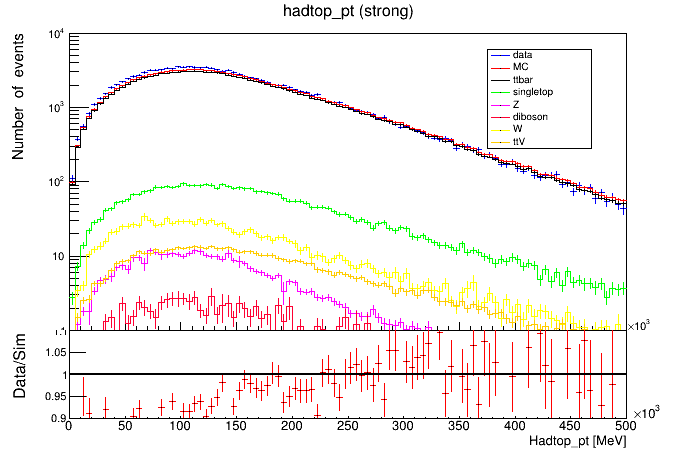 hadtop_pt (strong)
Number of events
10⁴
10³
10²
10
1
data
MC
ttbar
singletop
Z
diboson
W
ttV
×10³
Data/Sim
1.05
1
0.95
0.9
0 50 100 150 200 250 300 350 400 450 500
×10³
Hadtop_pt [MeV]